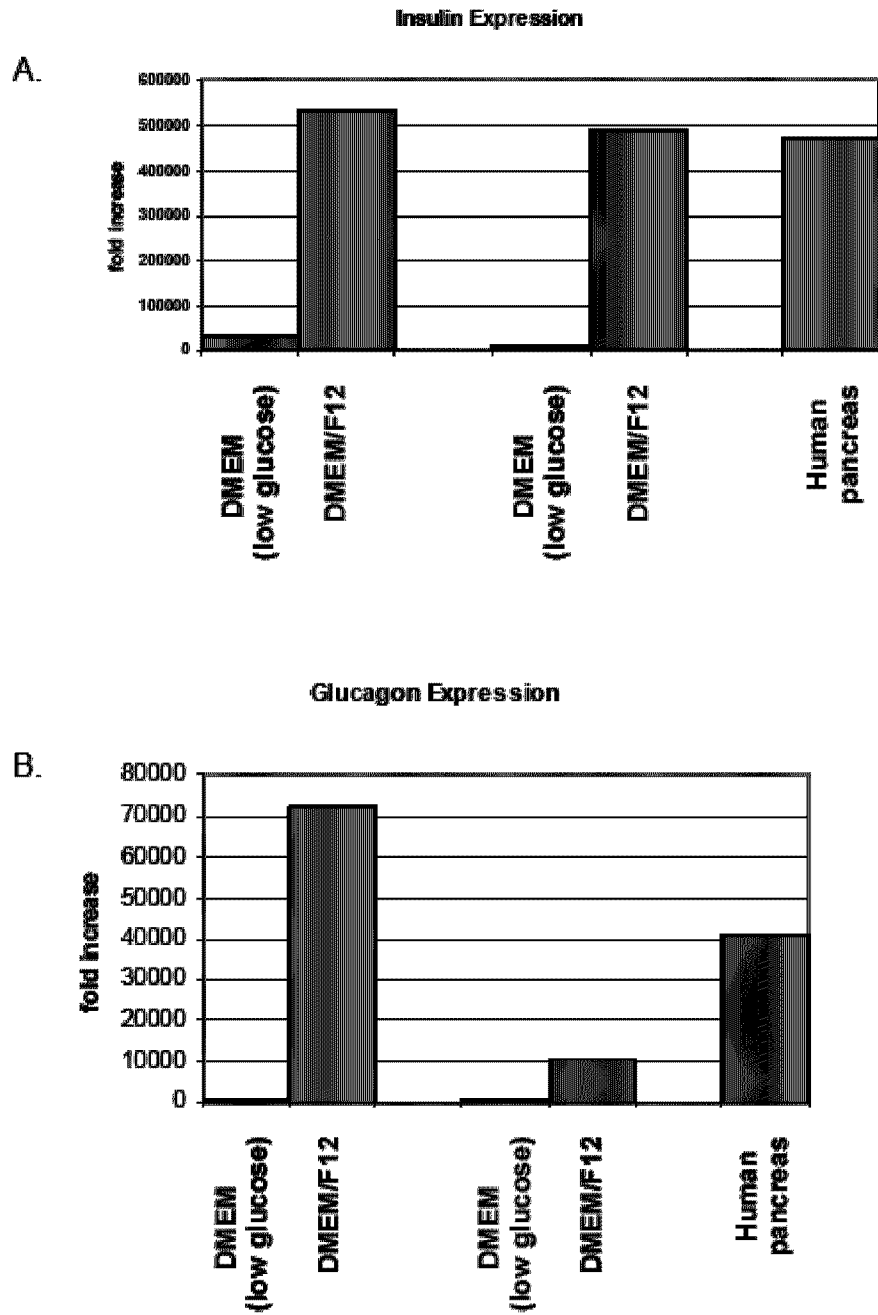 Insulin Expression
A.
600000
500000
400000
300000
200000
100000
0
fold increase
DMEM
(low glucose)
DMEM/F12
DMEM
(low glucose)
DMEM/F12
Human
pancreas
Glucagon Expression
B.
80000
70000
60000
50000
40000
30000
20000
10000
0
fold increase
DMEM
(low glucose)
DMEM/F12
DMEM
(low glucose)
DMEM/F12
Human
pancreas